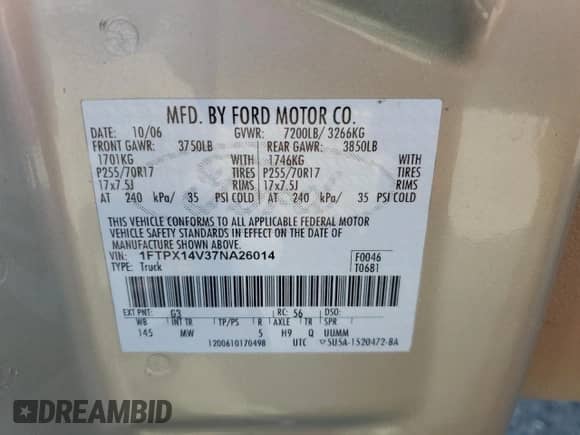 MFD. BY FORD MOTOR CO.
DATE: 10/06 GVWR: 7200LB/ 3266KG
FRONT GAWR: 3750LB REAR GAWR: 3850LB
1701KG WITH 1746KG WITH
P255/70R17 TIRES P255/70R17 TIRES
17x7.5J RIMS 17x7.5J RIMS
AT 240 kPa/ 35 PSI COLD AT 240 kPa/ 35 PSI COLD
THIS VEHICLE CONFORMS TO ALL APPLICABLE FEDERAL MOTOR
VEHICLE SAFETY STANDARDS IN EFFECT ON THE DATE OF
MANUFACTURE SHOWN ABOVE.
VIN: 1FTPX14V37NA26014 F0046
TYPE: Truck T0681
EXT PNT: G3 RC: 56 DSO:
WB INT TR TP/PS R AXLE TR SPR
145 MW 5 H9 Q UUMM
1200610170498 UTC 5U5A-1520472-BA
DREAMBID